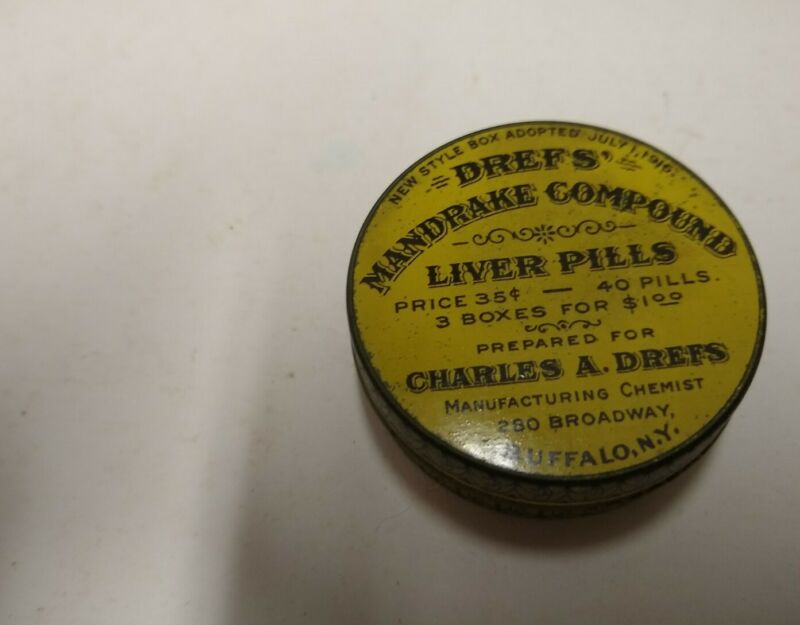 NEW STYLE BOX ADOPTED JULY 1, 1916.
DREFS'
MANDRAKE COMPOUND
LIVER PILLS
PRICE 35¢ — 40 PILLS.
3 BOXES FOR $1.00
PREPARED FOR
CHARLES A. DREFS
MANUFACTURING CHEMIST
280 BROADWAY,
BUFFALO, N.Y.